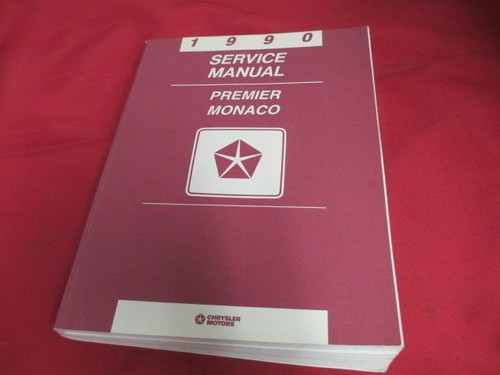 1990
SERVICE
MANUAL
PREMIER
MONACO
CHRYSLER
MOTORS